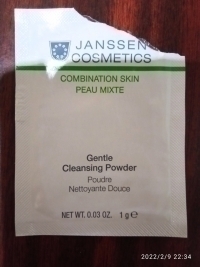 JANSSEN
COSMETICS
COMBINATION SKIN
PEAU MIXTE
Gentle
Cleansing Powder
Poudre
Nettoyante Douce
NET WT. 0.03 OZ. 1 g ℮
2022/2/9 22:34